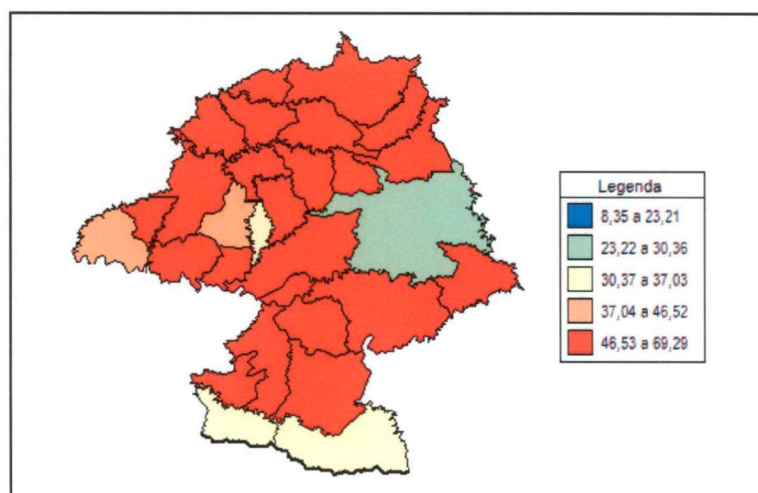 Legenda
8,35 a 23,21
23,22 a 30,36
30,37 a 37,03
37,04 a 46,52
46,53 a 69,29